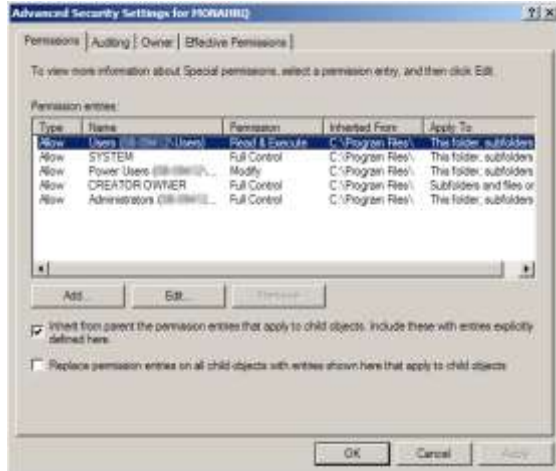 Advanced Security Settings for MONARRQ
Permissions Auditing Owner Effective Permissions
To view more information about Special permissions, select a permission entry, and then click Edit.
Permission entries:
Type Name Permission Inherited From Apply To
Allow Users ( \Users) Read & Execute C:\Program Files\ This folder, subfolders
Allow SYSTEM Full Control C:\Program Files\ This folder, subfolders
Allow Power Users ( \... Modify C:\Program Files\ This folder, subfolders
Allow CREATOR OWNER Full Control C:\Program Files\ Subfolders and files on
Allow Administrators ( ... Full Control C:\Program Files\ This folder, subfolders
Add... Edit... Remove
Inherit from parent the permission entries that apply to child objects. Include these with entries explicitly
defined here.
Replace permission entries on all child objects with entries shown here that apply to child objects
OK Cancel Apply